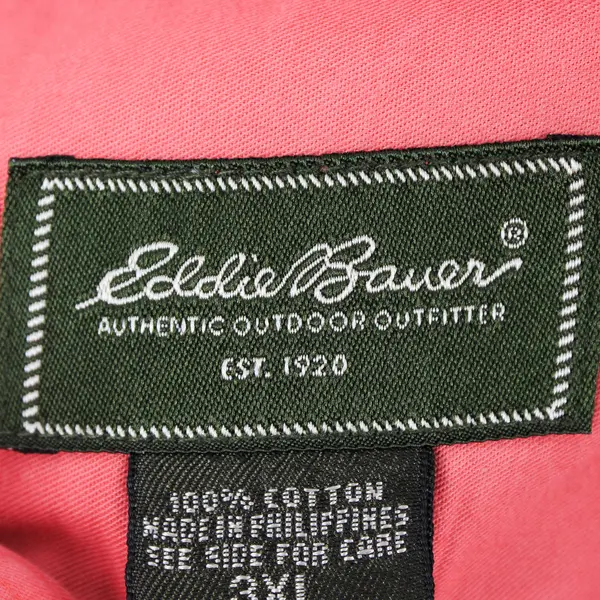 Eddie Bauer®
AUTHENTIC OUTDOOR OUTFITTER
EST. 1920
100% COTTON
MADE IN PHILIPPINES
SEE SIDE FOR CARE
3XL